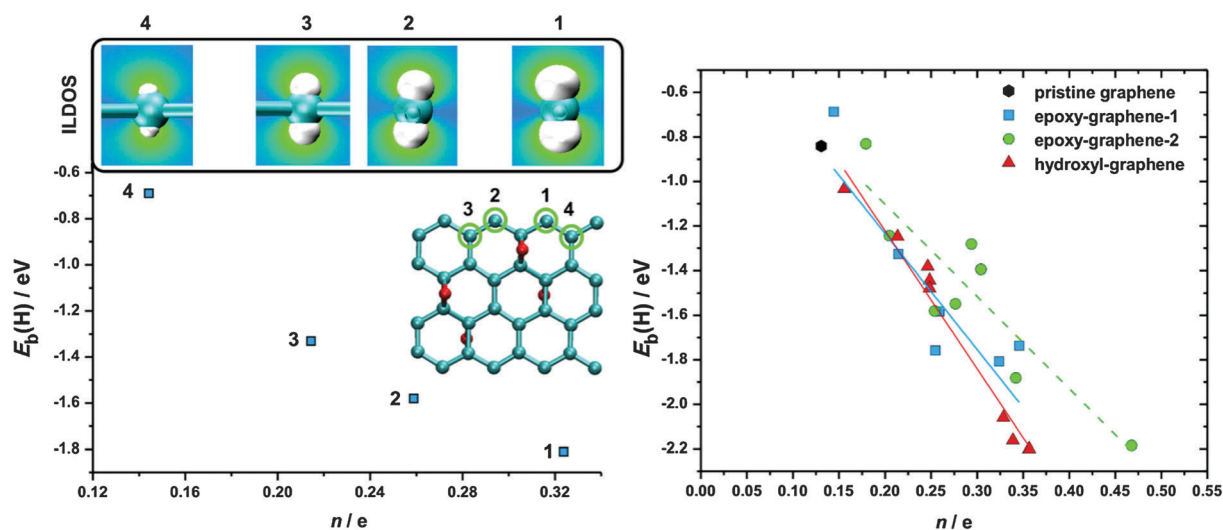 4 3 2 1
ILDOS
-0.6
-0.8
-1.0
-1.2
-1.4
-1.6
-1.8
E_b(H) / eV
4
3
2
1
3 2 1 4
0.12 0.16 0.20 0.24 0.28 0.32
n / e
-0.6
-0.8
-1.0
-1.2
-1.4
-1.6
-1.8
-2.0
-2.2
E_b(H) / eV
pristine graphene
epoxy-graphene-1
epoxy-graphene-2
hydroxyl-graphene
0.00 0.05 0.10 0.15 0.20 0.25 0.30 0.35 0.40 0.45 0.50 0.55
n / e